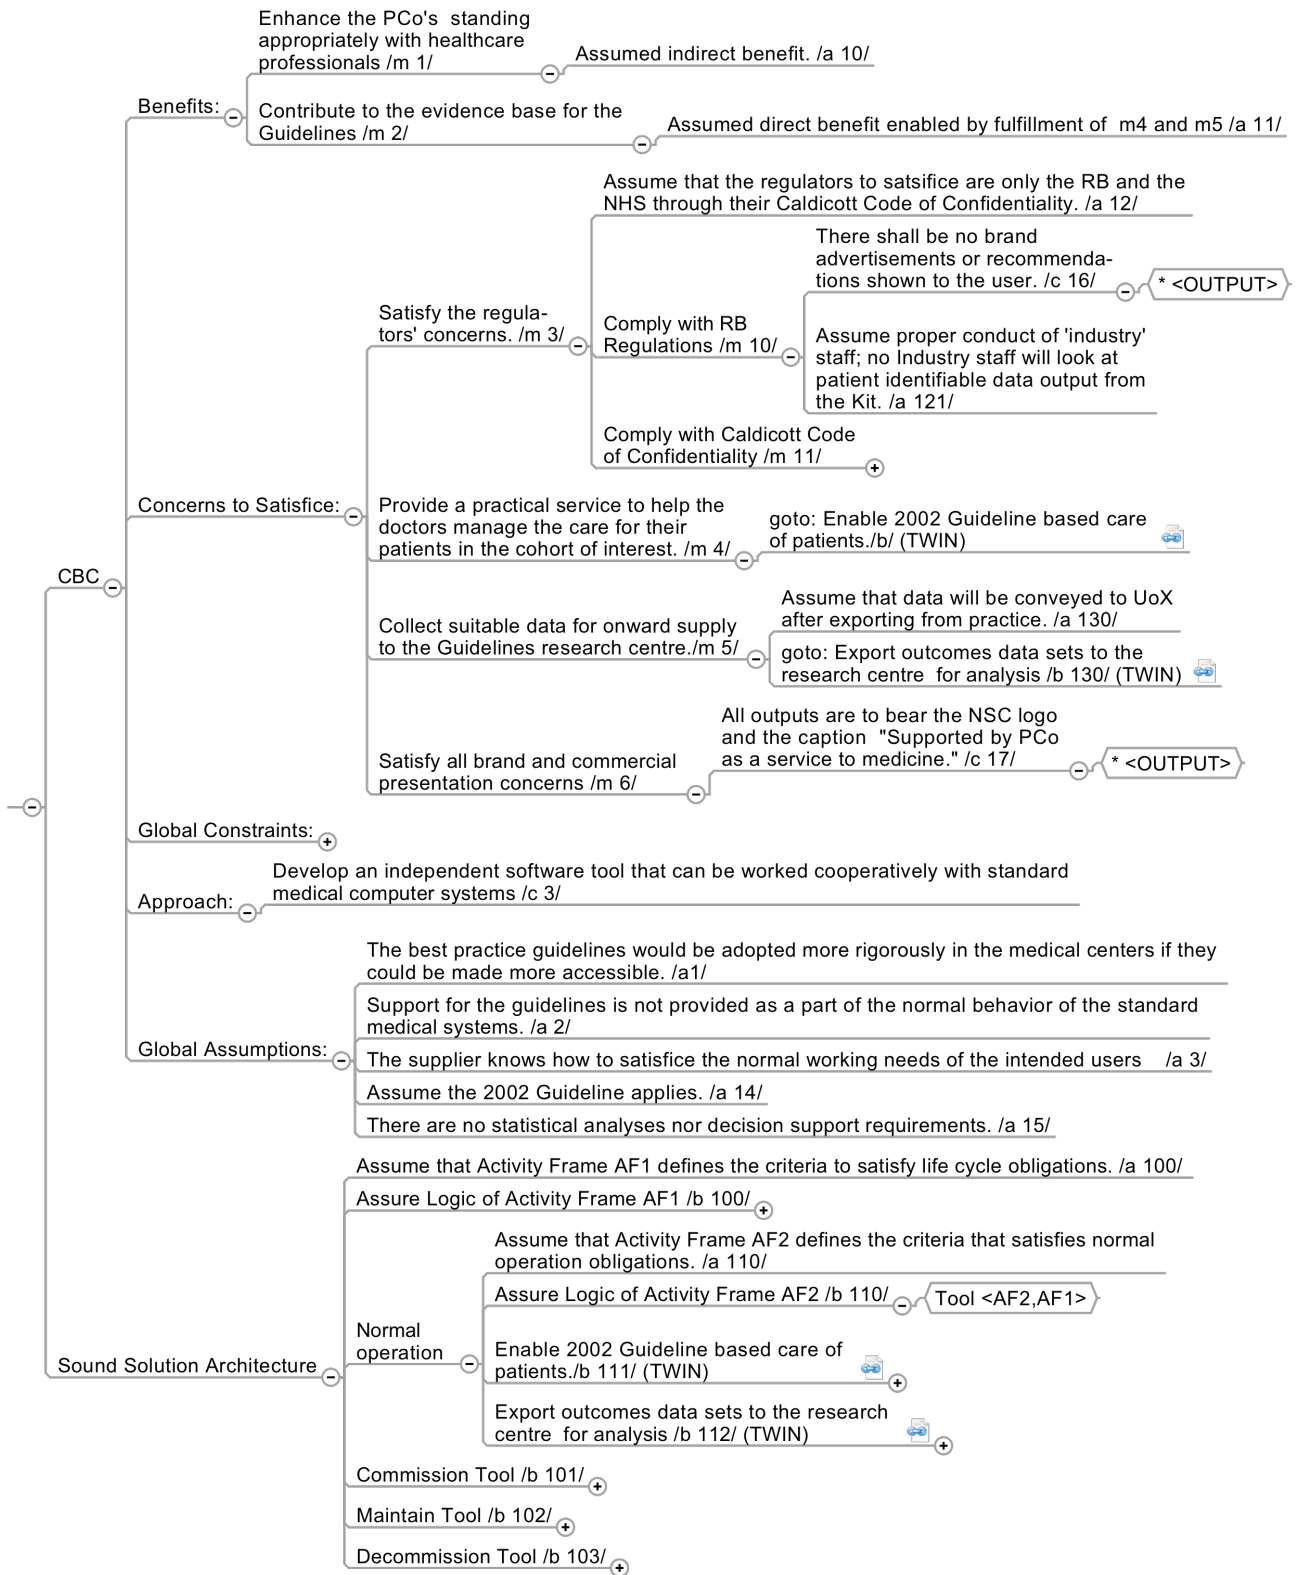 Enhance the PCo's  standing
appropriately with healthcare
professionals /m 1/
Assumed indirect benefit. /a 10/
Benefits:
Contribute to the evidence base for the
Guidelines /m 2/
Assumed direct benefit enabled by fulfillment of  m4 and m5 /a 11/
Assume that the regulators to satsifice are only the RB and the
NHS through their Caldicott Code of Confidentiality. /a 12/
There shall be no brand
advertisements or recommenda-
tions shown to the user. /c 16/
* <OUTPUT>
Satisfy the regula-
tors' concerns. /m 3/
Comply with RB
Regulations /m 10/
Assume proper conduct of 'industry'
staff; no Industry staff will look at
patient identifiable data output from
the Kit. /a 121/
Comply with Caldicott Code
of Confidentiality /m 11/
Concerns to Satisfice:
Provide a practical service to help the
doctors manage the care for their
patients in the cohort of interest. /m 4/
goto: Enable 2002 Guideline based care
of patients./b/ (TWIN)
CBC
Collect suitable data for onward supply
to the Guidelines research centre./m 5/
Assume that data will be conveyed to UoX
after exporting from practice. /a 130/
goto: Export outcomes data sets to the
research centre  for analysis /b 130/ (TWIN)
Satisfy all brand and commercial
presentation concerns /m 6/
All outputs are to bear the NSC logo
and the caption  "Supported by PCo
as a service to medicine." /c 17/
* <OUTPUT>
Global Constraints:
Approach:
Develop an independent software tool that can be worked cooperatively with standard
medical computer systems /c 3/
The best practice guidelines would be adopted more rigorously in the medical centers if they
could be made more accessible. /a1/
Support for the guidelines is not provided as a part of the normal behavior of the standard
medical systems. /a 2/
Global Assumptions:
The supplier knows how to satisfice the normal working needs of the intended users    /a 3/
Assume the 2002 Guideline applies. /a 14/
There are no statistical analyses nor decision support requirements. /a 15/
Assume that Activity Frame AF1 defines the criteria to satisfy life cycle obligations. /a 100/
Assure Logic of Activity Frame AF1 /b 100/
Assume that Activity Frame AF2 defines the criteria that satisfies normal
operation obligations. /a 110/
Assure Logic of Activity Frame AF2 /b 110/
Tool <AF2,AF1>
Normal
operation
Enable 2002 Guideline based care of
patients./b 111/ (TWIN)
Sound Solution Architecture
Export outcomes data sets to the research
centre  for analysis /b 112/ (TWIN)
Commission Tool /b 101/
Maintain Tool /b 102/
Decommission Tool /b 103/